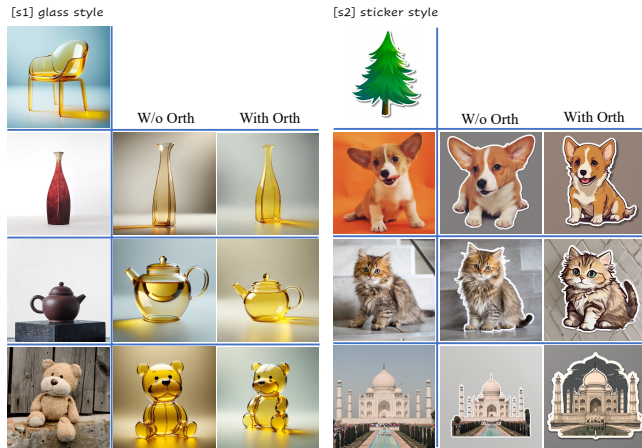 [s1] glass style
[s2] sticker style
W/o Orth
With Orth
W/o Orth
With Orth